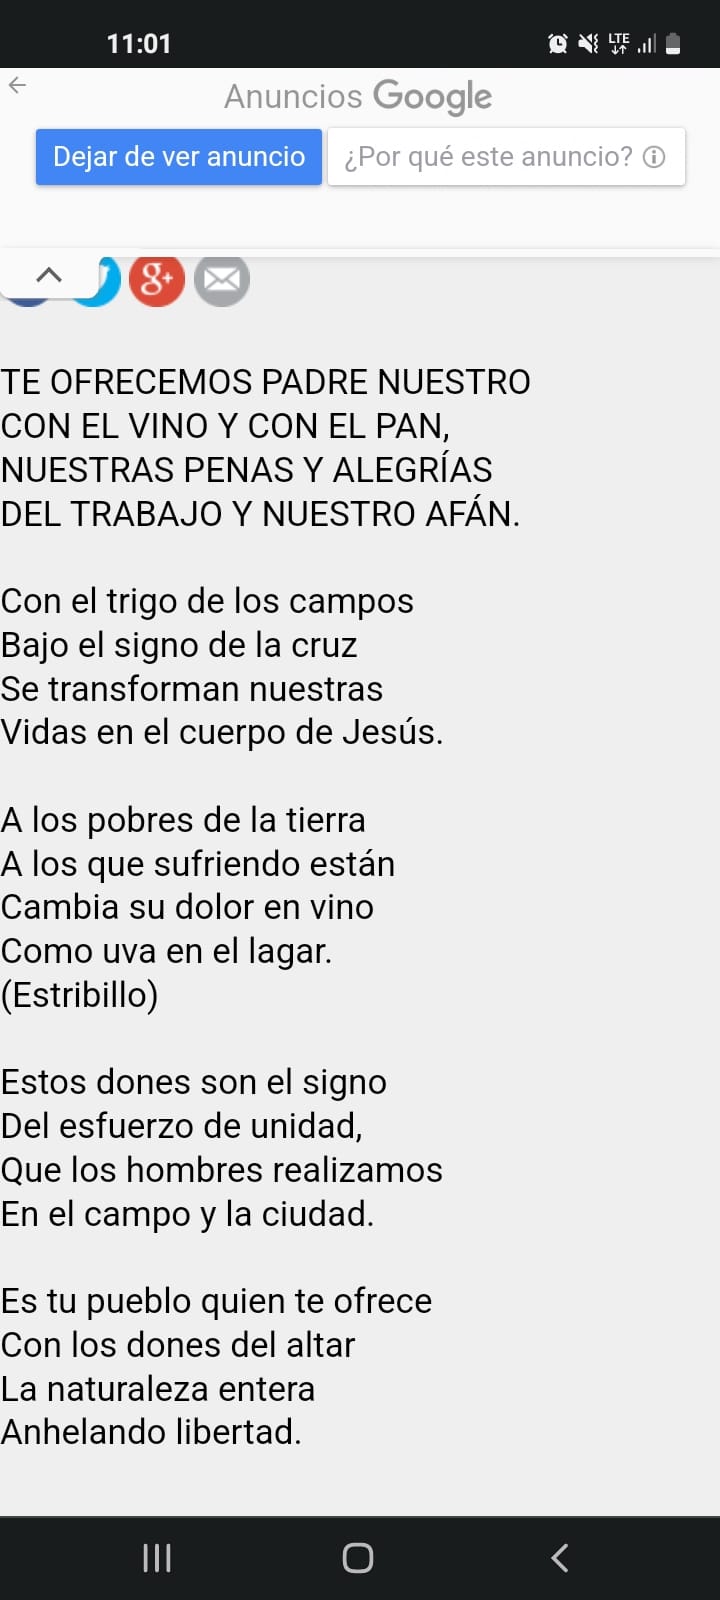 11:01
LTE
Anuncios Google
Dejar de ver anuncio
¿Por qué este anuncio?
g+
TE OFRECEMOS PADRE NUESTRO
CON EL VINO Y CON EL PAN,
NUESTRAS PENAS Y ALEGRÍAS
DEL TRABAJO Y NUESTRO AFÁN.
Con el trigo de los campos
Bajo el signo de la cruz
Se transforman nuestras
Vidas en el cuerpo de Jesús.
A los pobres de la tierra
A los que sufriendo están
Cambia su dolor en vino
Como uva en el lagar.
(Estribillo)
Estos dones son el signo
Del esfuerzo de unidad,
Que los hombres realizamos
En el campo y la ciudad.
Es tu pueblo quien te ofrece
Con los dones del altar
La naturaleza entera
Anhelando libertad.